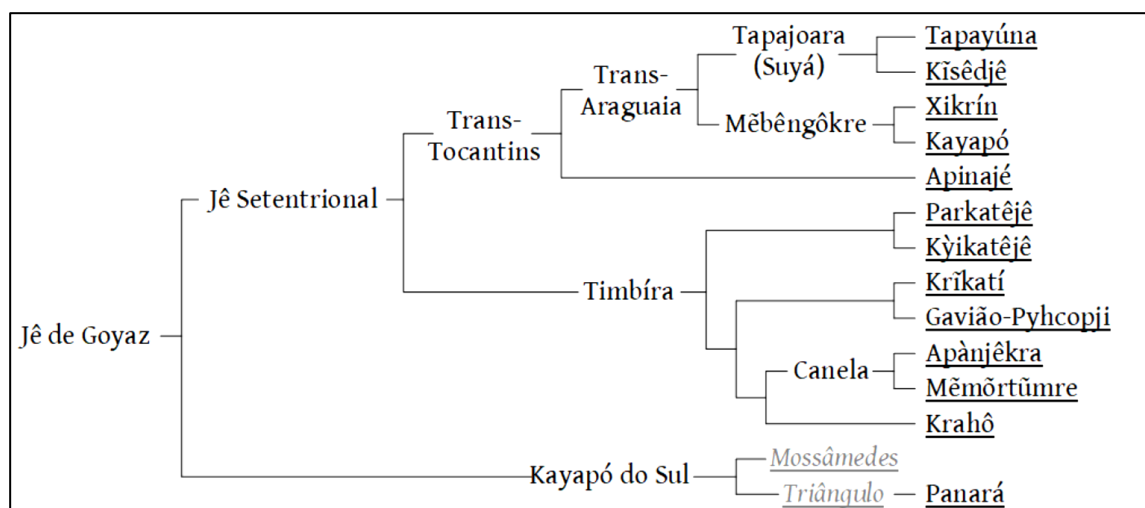 Tapajoara
(Suyá)
Tapayúna
Kĩsêdjê
Trans-
Araguaia
Xikrín
Mẽbêngôkre
Kayapó
Trans-
Tocantins
Apinajé
Jê Setentrional
Parkatêjê
Kỳikatêjê
Timbíra
Krĩkatí
Gavião-Pyhcopji
Jê de Goyaz
Apànjêkra
Canela
Mẽmõrtũmre
Krahô
Mossâmedes
Kayapó do Sul
Triângulo
Panará